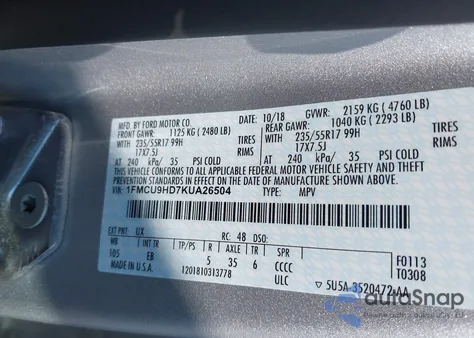 MFD. BY FORD MOTOR CO.
10/18 GVWR: 2159 KG ( 4760 LB)
FRONT GAWR: 1125 KG ( 2480 LB) REAR GAWR: 1040 KG ( 2293 LB)
WITH 235/55R17 99H TIRES WITH 235/55R17 99H TIRES
17X7.5J RIMS 17X7.5J RIMS
AT 240 kPa/ 35 PSI COLD AT 240 kPa/ 35 PSI COLD
THIS VEHICLE CONFORMS TO ALL APPLICABLE FEDERAL MOTOR VEHICLE SAFETY AND THEFT
PREVENTION STANDARDS IN EFFECT ON THE DATE OF MANUFACTURE SHOWN ABOVE.
VIN: 1FMCU9HD7KUA26504 TYPE: MPV
EXT PNT: UX RC: 48 DSO: F0113
WB INT TR TP/PS R AXLE TR SPR T0308
105 EB 5 35 6 CCCC
MADE IN U.S.A. 1201810313778 ULC
5U5A-3520472-AA
autoSnap